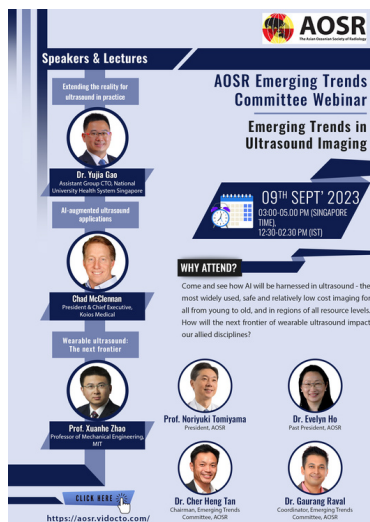 AOSR
The Asian Oceanian Society of Radiology
Speakers & Lectures
Extending the reality for
ultrasound in practice
Dr. Yujia Gao
Assistant Group CTO, National
University Health System Singapore
AI-augmented ultrasound
applications
Chad McClennan
President & Chief Executive,
Koios Medical
Wearable ultrasound:
The next frontier
Prof. Xuanhe Zhao
Professor of Mechanical Engineering,
MIT
CLICK HERE
https://aosr.vidocto.com/
AOSR Emerging Trends
Committee Webinar
Emerging Trends in
Ultrasound Imaging
09TH SEPT' 2023
03:00-05.00 PM (SINGAPORE
TIME),
12:30-02.30 PM (IST)
WHY ATTEND?
Come and see how AI will be harnessed in ultrasound - the
most widely used, safe and relatively low cost imaging for
all from young to old, and in regions of all resource levels.
How will the next frontier of wearable ultrasound impact
our allied disciplines?
Prof. Noriyuki Tomiyama
President, AOSR
Dr. Evelyn Ho
Past President, AOSR
Dr. Cher Heng Tan
Chairman, Emerging Trends
Committee, AOSR
Dr. Gaurang Raval
Coordinator, Emerging Trends
Committee, AOSR